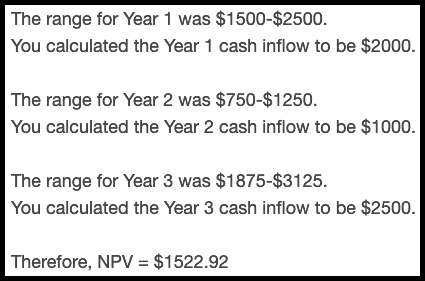 The range for Year 1 was $1500-$2500.
You calculated the Year 1 cash inflow to be $2000.
The range for Year 2 was $750-$1250.
You calculated the Year 2 cash inflow to be $1000.
The range for Year 3 was $1875-$3125.
You calculated the Year 3 cash inflow to be $2500.
Therefore, NPV = $1522.92